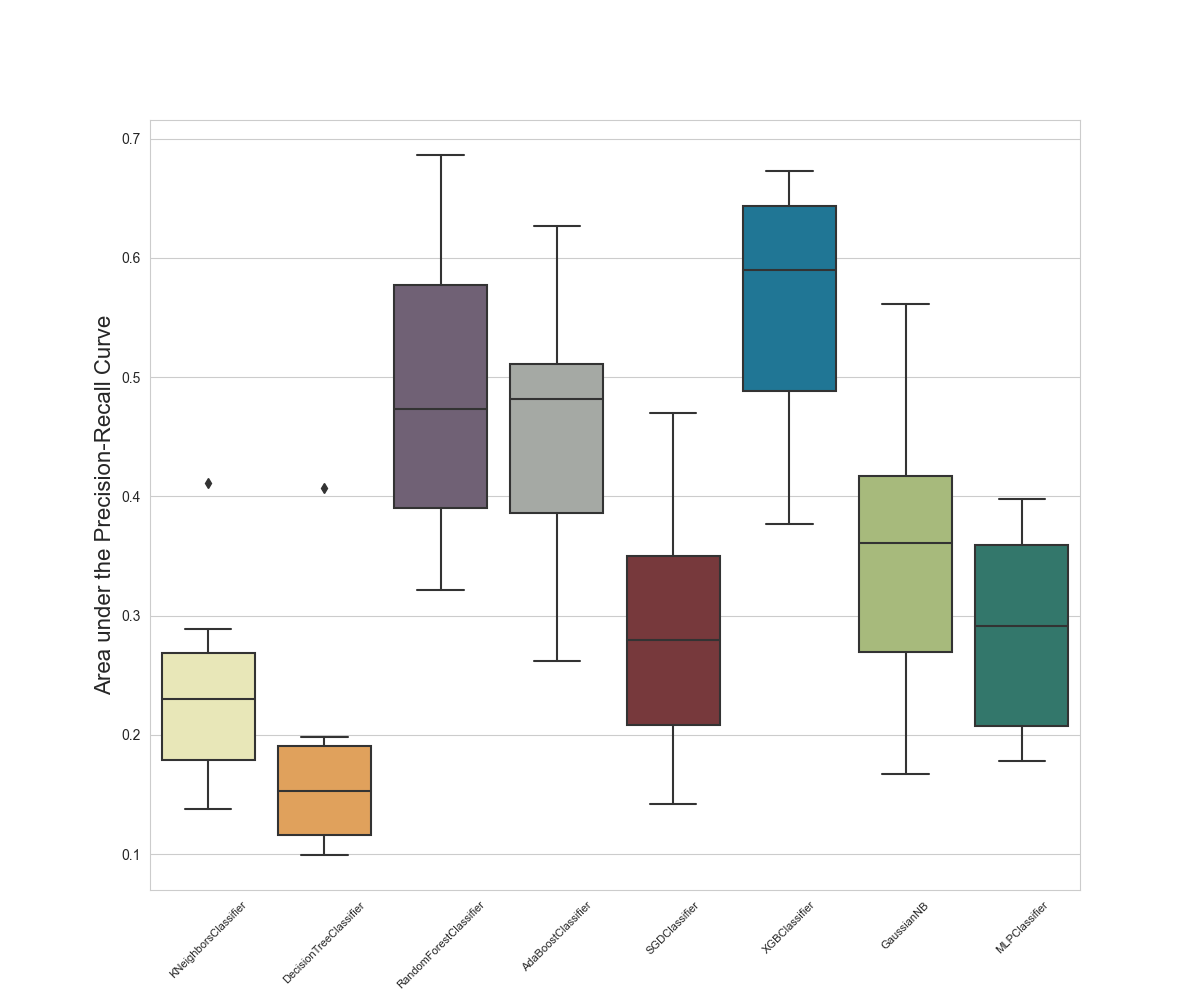 Area under the Precision-Recall Curve
0.7
0.6
0.5
0.4
0.3
0.2
0.1
KNeighborsClassifier
DecisionTreeClassifier
RandomForestClassifier
AdaBoostClassifier
SGDClassifier
XGBClassifier
GaussianNB
MLPClassifier